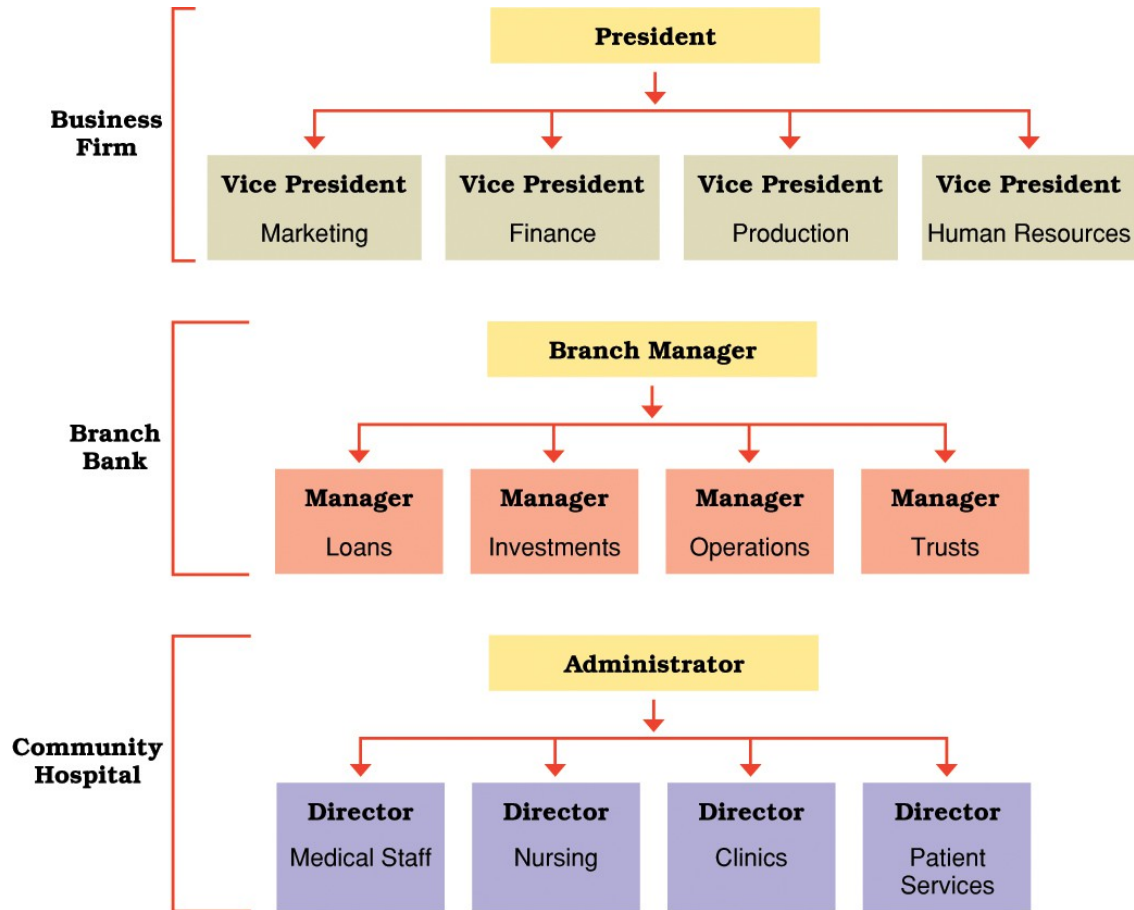 President
Business
Firm
Vice President
Marketing
Vice President
Finance
Vice President
Production
Vice President
Human Resources
Branch Manager
Branch
Bank
Manager
Loans
Manager
Investments
Manager
Operations
Manager
Trusts
Administrator
Community
Hospital
Director
Medical Staff
Director
Nursing
Director
Clinics
Director
Patient
Services